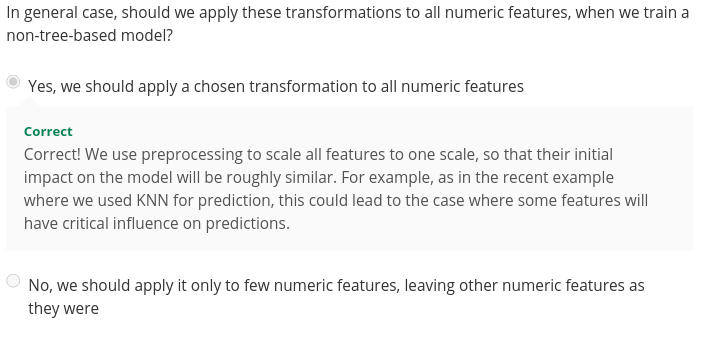 In general case, should we apply these transformations to all numeric features, when we train a
non-tree-based model?
Yes, we should apply a chosen transformation to all numeric features
Correct
Correct! We use preprocessing to scale all features to one scale, so that their initial
impact on the model will be roughly similar. For example, as in the recent example
where we used KNN for prediction, this could lead to the case where some features will
have critical influence on predictions.
No, we should apply it only to few numeric features, leaving other numeric features as
they were